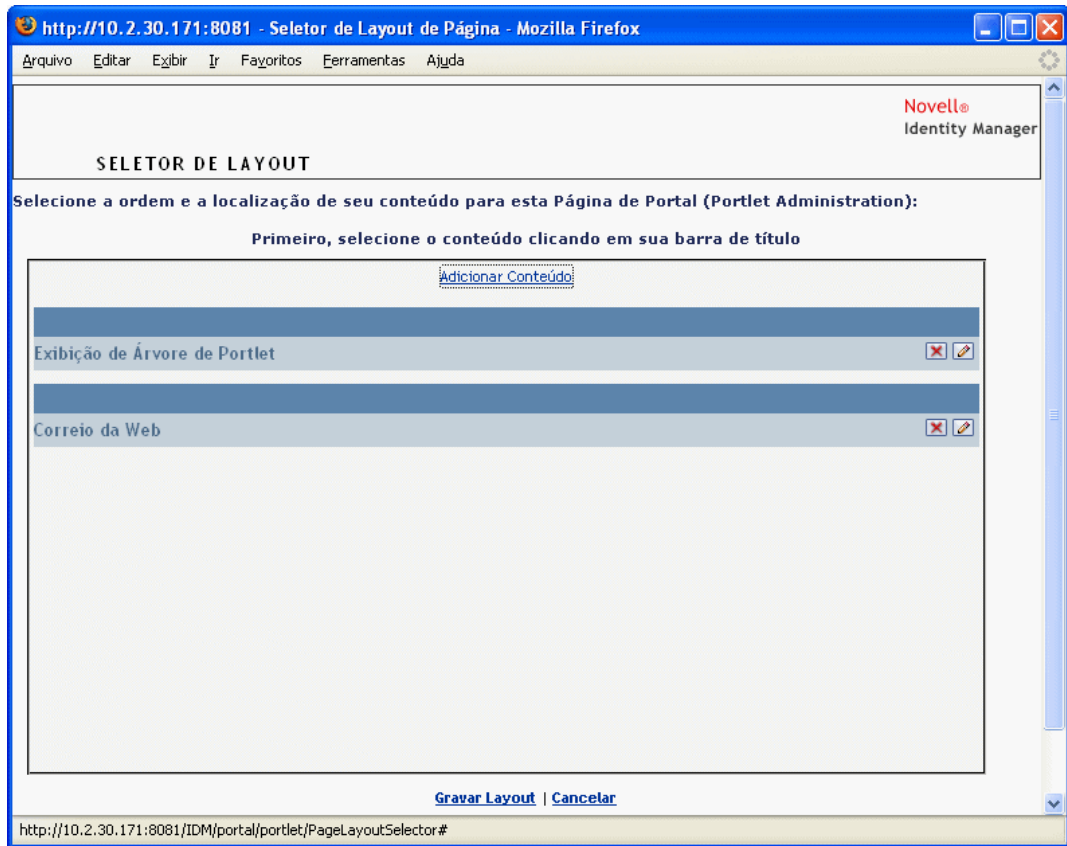 http://10.2.30.171:8081 - Seletor de Layout de Página - Mozilla Firefox
Arquivo Editar Exibir Ir Favoritos Ferramentas Ajuda
Novell®
Identity Manager
SELETOR DE LAYOUT
Selecione a ordem e a localização de seu conteúdo para esta Página de Portal (Portlet Administration):
Primeiro, selecione o conteúdo clicando em sua barra de título
Adicionar Conteúdo
Exibição de Árvore de Portlet
Correio da Web
Gravar Layout | Cancelar
http://10.2.30.171:8081/IDM/portal/portlet/PageLayoutSelector#